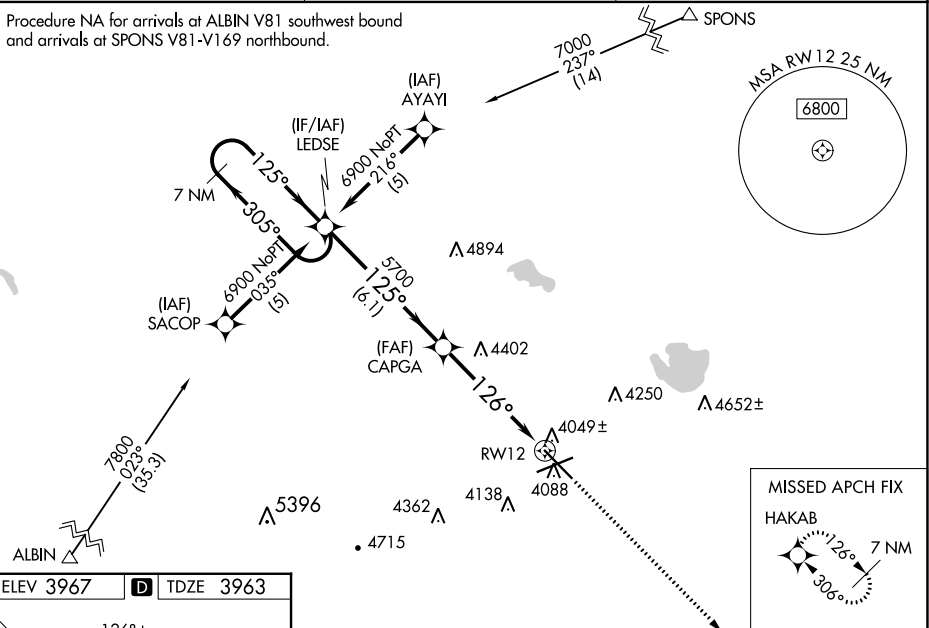 Procedure NA for arrivals at ALBIN V81 southwest bound
and arrivals at SPONS V81-V169 northbound.
SPONS
7000
237°
(14)
MSA RW12 25 NM
6800
(IAF)
AYAYI
(IF/IAF)
LEDSE
6900 NoPT
216°
(5)
125°
7 NM
305°
6900 NoPT
035°
(5)
(IAF)
SACOP
4894
5700
125°
(6.1)
(FAF)
CAPGA
4402
126°
4250
4652±
4049±
RW12
4088
4138
4362
5396
4715
7800
023°
(35.3)
ALBIN
MISSED APCH FIX
HAKAB
126°
7 NM
306°
ELEV 3967 D TDZE 3963